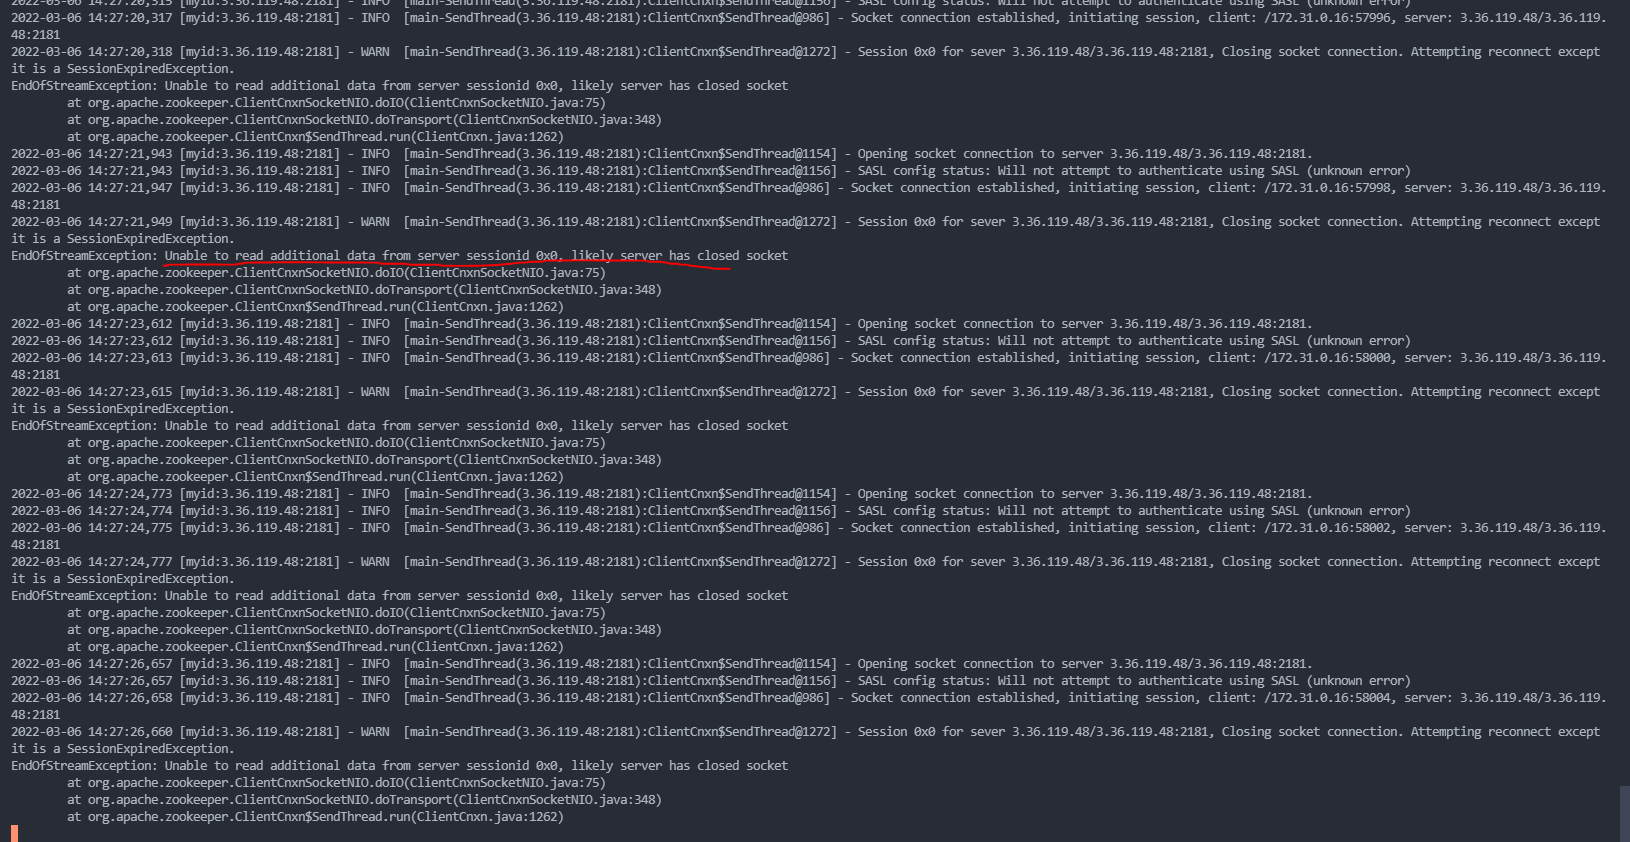 2022-03-06 14:27:20,315 [myid:3.36.119.48:2181] - INFO  [main-SendThread(3.36.119.48:2181):ClientCnxn$SendThread@1156] - SASL config status: Will not attempt to authenticate using SASL (unknown error)
2022-03-06 14:27:20,317 [myid:3.36.119.48:2181] - INFO  [main-SendThread(3.36.119.48:2181):ClientCnxn$SendThread@986] - Socket connection established, initiating session, client: /172.31.0.16:57996, server: 3.36.119.48/3.36.119.
48:2181
2022-03-06 14:27:20,318 [myid:3.36.119.48:2181] - WARN  [main-SendThread(3.36.119.48:2181):ClientCnxn$SendThread@1272] - Session 0x0 for sever 3.36.119.48/3.36.119.48:2181, Closing socket connection. Attempting reconnect except
it is a SessionExpiredException.
EndOfStreamException: Unable to read additional data from server sessionid 0x0, likely server has closed socket
        at org.apache.zookeeper.ClientCnxnSocketNIO.doIO(ClientCnxnSocketNIO.java:75)
        at org.apache.zookeeper.ClientCnxnSocketNIO.doTransport(ClientCnxnSocketNIO.java:348)
        at org.apache.zookeeper.ClientCnxn$SendThread.run(ClientCnxn.java:1262)
2022-03-06 14:27:21,943 [myid:3.36.119.48:2181] - INFO  [main-SendThread(3.36.119.48:2181):ClientCnxn$SendThread@1154] - Opening socket connection to server 3.36.119.48/3.36.119.48:2181.
2022-03-06 14:27:21,943 [myid:3.36.119.48:2181] - INFO  [main-SendThread(3.36.119.48:2181):ClientCnxn$SendThread@1156] - SASL config status: Will not attempt to authenticate using SASL (unknown error)
2022-03-06 14:27:21,947 [myid:3.36.119.48:2181] - INFO  [main-SendThread(3.36.119.48:2181):ClientCnxn$SendThread@986] - Socket connection established, initiating session, client: /172.31.0.16:57998, server: 3.36.119.48/3.36.119.
48:2181
2022-03-06 14:27:21,949 [myid:3.36.119.48:2181] - WARN  [main-SendThread(3.36.119.48:2181):ClientCnxn$SendThread@1272] - Session 0x0 for sever 3.36.119.48/3.36.119.48:2181, Closing socket connection. Attempting reconnect except
it is a SessionExpiredException.
EndOfStreamException: Unable to read additional data from server sessionid 0x0, likely server has closed socket
        at org.apache.zookeeper.ClientCnxnSocketNIO.doIO(ClientCnxnSocketNIO.java:75)
        at org.apache.zookeeper.ClientCnxnSocketNIO.doTransport(ClientCnxnSocketNIO.java:348)
        at org.apache.zookeeper.ClientCnxn$SendThread.run(ClientCnxn.java:1262)
2022-03-06 14:27:23,612 [myid:3.36.119.48:2181] - INFO  [main-SendThread(3.36.119.48:2181):ClientCnxn$SendThread@1154] - Opening socket connection to server 3.36.119.48/3.36.119.48:2181.
2022-03-06 14:27:23,612 [myid:3.36.119.48:2181] - INFO  [main-SendThread(3.36.119.48:2181):ClientCnxn$SendThread@1156] - SASL config status: Will not attempt to authenticate using SASL (unknown error)
2022-03-06 14:27:23,613 [myid:3.36.119.48:2181] - INFO  [main-SendThread(3.36.119.48:2181):ClientCnxn$SendThread@986] - Socket connection established, initiating session, client: /172.31.0.16:58000, server: 3.36.119.48/3.36.119.
48:2181
2022-03-06 14:27:23,615 [myid:3.36.119.48:2181] - WARN  [main-SendThread(3.36.119.48:2181):ClientCnxn$SendThread@1272] - Session 0x0 for sever 3.36.119.48/3.36.119.48:2181, Closing socket connection. Attempting reconnect except
it is a SessionExpiredException.
EndOfStreamException: Unable to read additional data from server sessionid 0x0, likely server has closed socket
        at org.apache.zookeeper.ClientCnxnSocketNIO.doIO(ClientCnxnSocketNIO.java:75)
        at org.apache.zookeeper.ClientCnxnSocketNIO.doTransport(ClientCnxnSocketNIO.java:348)
        at org.apache.zookeeper.ClientCnxn$SendThread.run(ClientCnxn.java:1262)
2022-03-06 14:27:24,773 [myid:3.36.119.48:2181] - INFO  [main-SendThread(3.36.119.48:2181):ClientCnxn$SendThread@1154] - Opening socket connection to server 3.36.119.48/3.36.119.48:2181.
2022-03-06 14:27:24,774 [myid:3.36.119.48:2181] - INFO  [main-SendThread(3.36.119.48:2181):ClientCnxn$SendThread@1156] - SASL config status: Will not attempt to authenticate using SASL (unknown error)
2022-03-06 14:27:24,775 [myid:3.36.119.48:2181] - INFO  [main-SendThread(3.36.119.48:2181):ClientCnxn$SendThread@986] - Socket connection established, initiating session, client: /172.31.0.16:58002, server: 3.36.119.48/3.36.119.
48:2181
2022-03-06 14:27:24,777 [myid:3.36.119.48:2181] - WARN  [main-SendThread(3.36.119.48:2181):ClientCnxn$SendThread@1272] - Session 0x0 for sever 3.36.119.48/3.36.119.48:2181, Closing socket connection. Attempting reconnect except
it is a SessionExpiredException.
EndOfStreamException: Unable to read additional data from server sessionid 0x0, likely server has closed socket
        at org.apache.zookeeper.ClientCnxnSocketNIO.doIO(ClientCnxnSocketNIO.java:75)
        at org.apache.zookeeper.ClientCnxnSocketNIO.doTransport(ClientCnxnSocketNIO.java:348)
        at org.apache.zookeeper.ClientCnxn$SendThread.run(ClientCnxn.java:1262)
2022-03-06 14:27:26,657 [myid:3.36.119.48:2181] - INFO  [main-SendThread(3.36.119.48:2181):ClientCnxn$SendThread@1154] - Opening socket connection to server 3.36.119.48/3.36.119.48:2181.
2022-03-06 14:27:26,657 [myid:3.36.119.48:2181] - INFO  [main-SendThread(3.36.119.48:2181):ClientCnxn$SendThread@1156] - SASL config status: Will not attempt to authenticate using SASL (unknown error)
2022-03-06 14:27:26,658 [myid:3.36.119.48:2181] - INFO  [main-SendThread(3.36.119.48:2181):ClientCnxn$SendThread@986] - Socket connection established, initiating session, client: /172.31.0.16:58004, server: 3.36.119.48/3.36.119.
48:2181
2022-03-06 14:27:26,660 [myid:3.36.119.48:2181] - WARN  [main-SendThread(3.36.119.48:2181):ClientCnxn$SendThread@1272] - Session 0x0 for sever 3.36.119.48/3.36.119.48:2181, Closing socket connection. Attempting reconnect except
it is a SessionExpiredException.
EndOfStreamException: Unable to read additional data from server sessionid 0x0, likely server has closed socket
        at org.apache.zookeeper.ClientCnxnSocketNIO.doIO(ClientCnxnSocketNIO.java:75)
        at org.apache.zookeeper.ClientCnxnSocketNIO.doTransport(ClientCnxnSocketNIO.java:348)
        at org.apache.zookeeper.ClientCnxn$SendThread.run(ClientCnxn.java:1262)